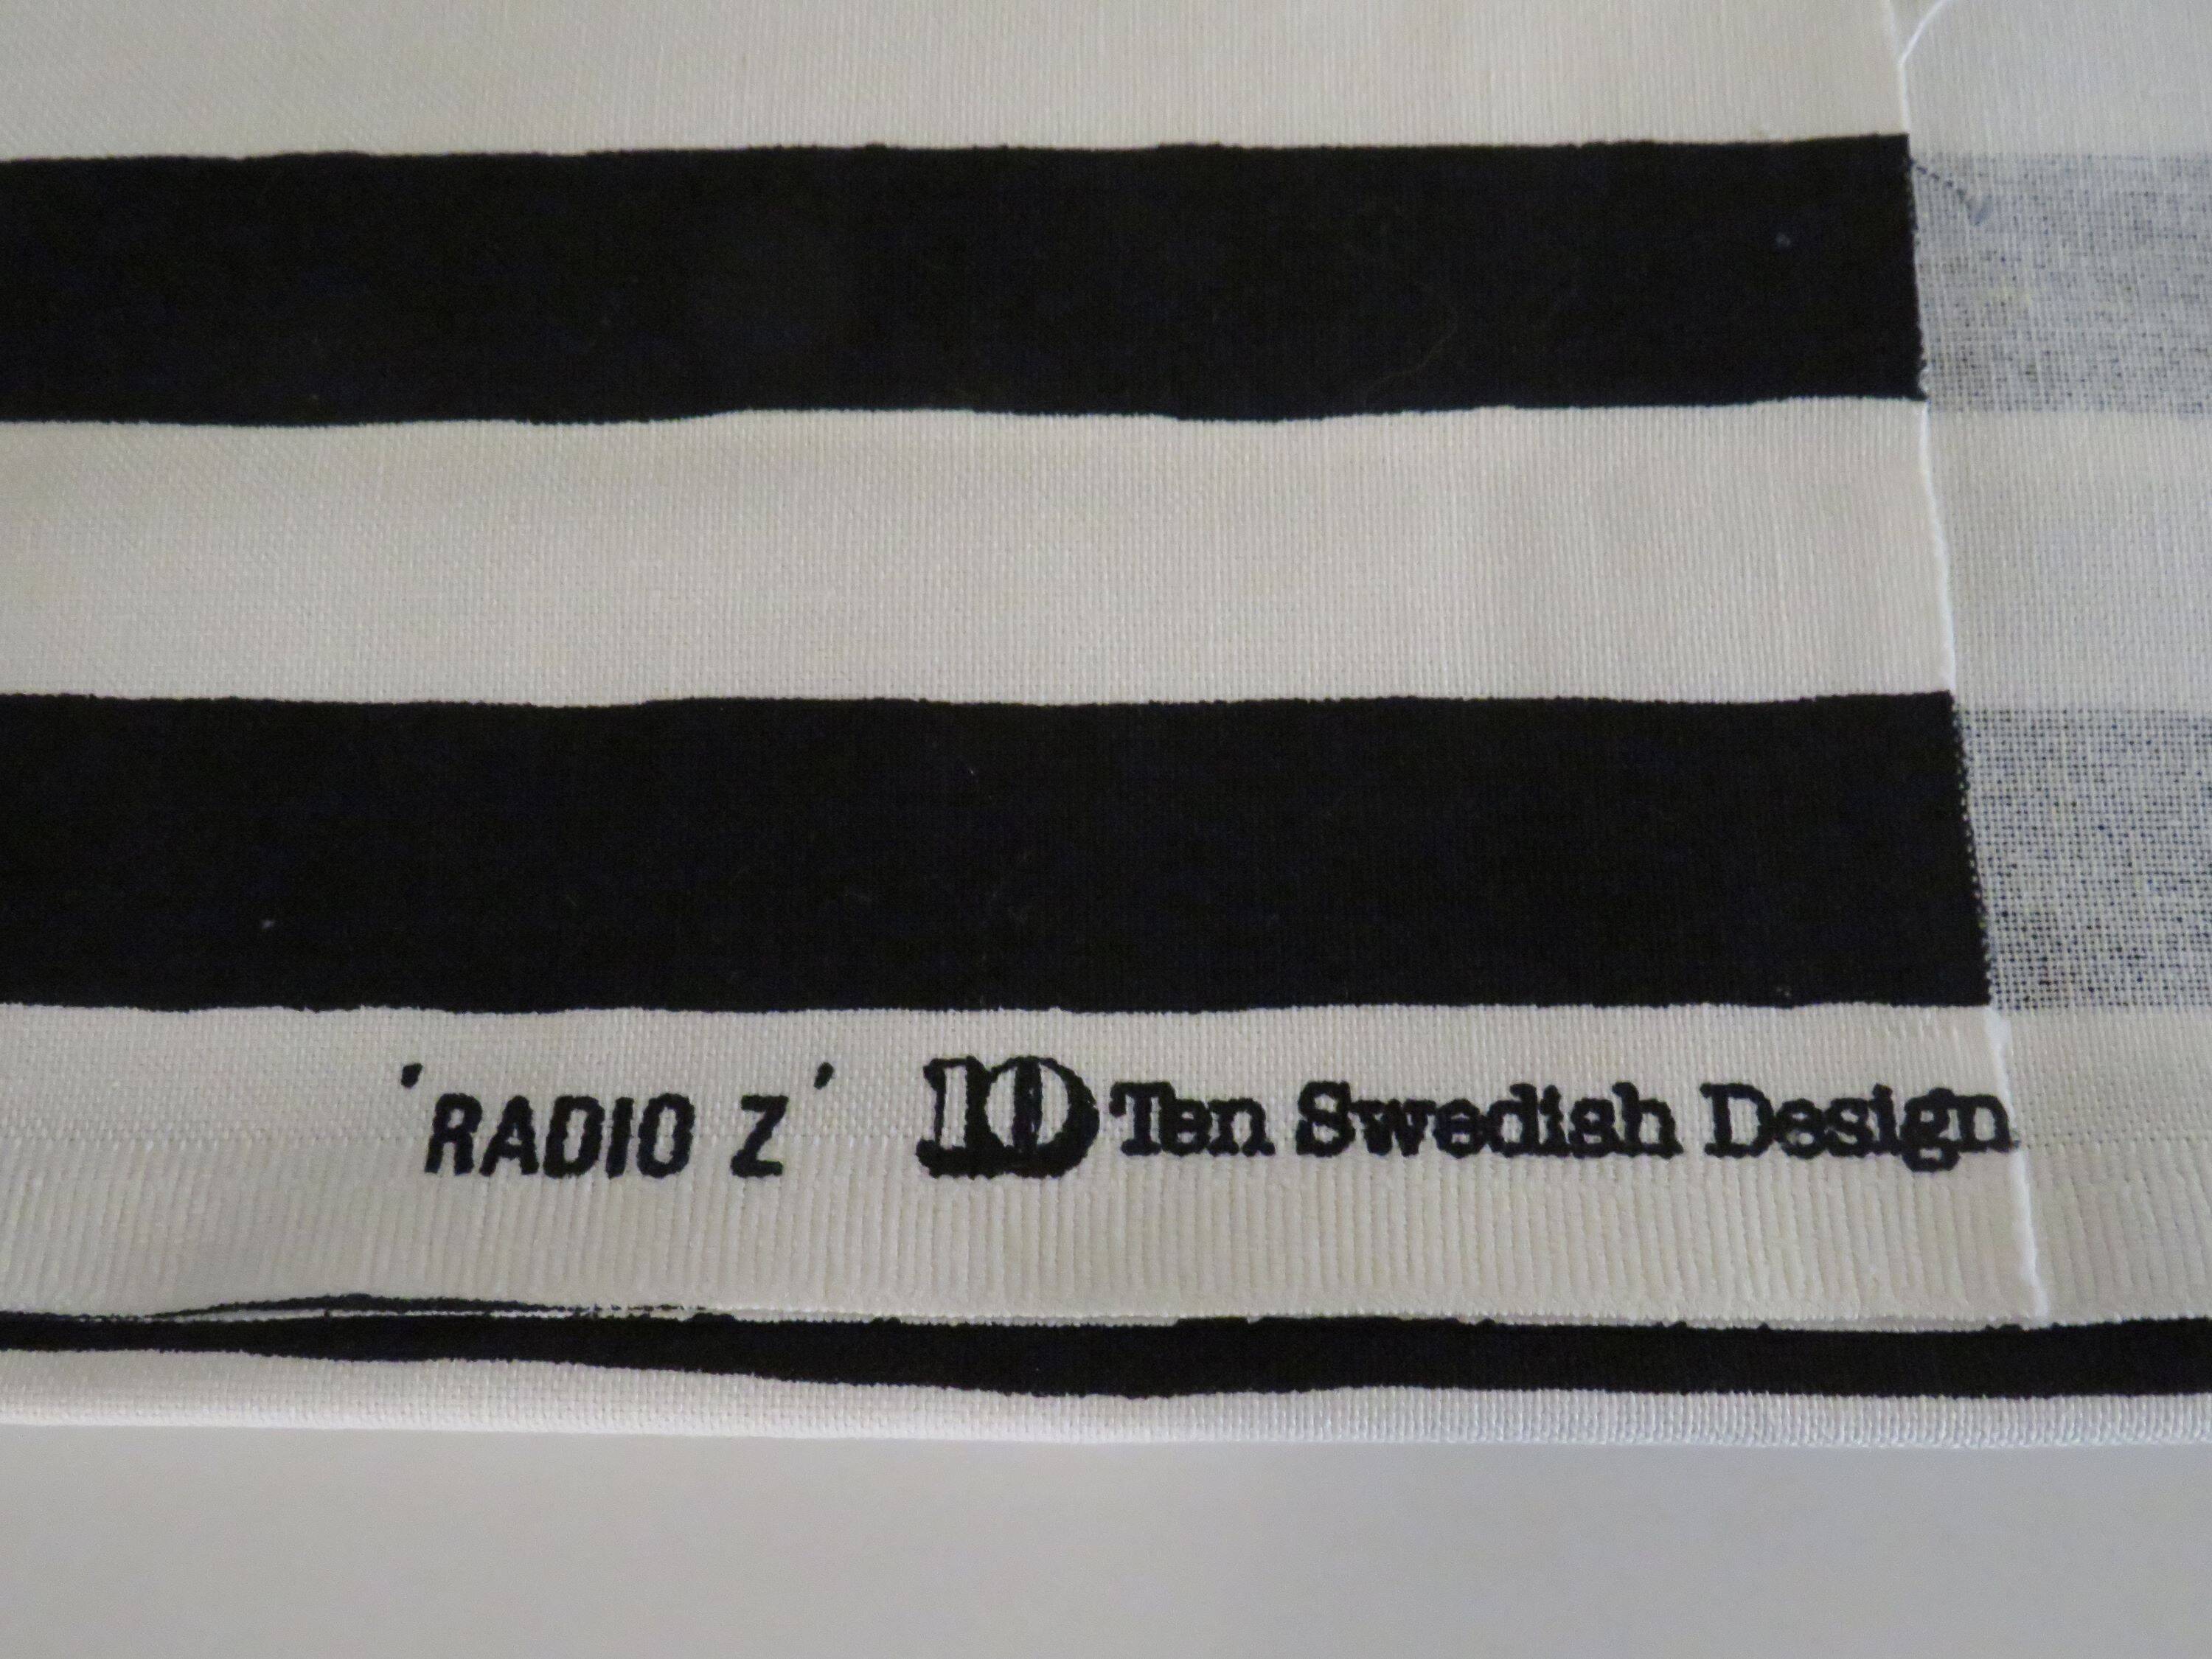 'RADIO Z' 10 Ten Swedish Design